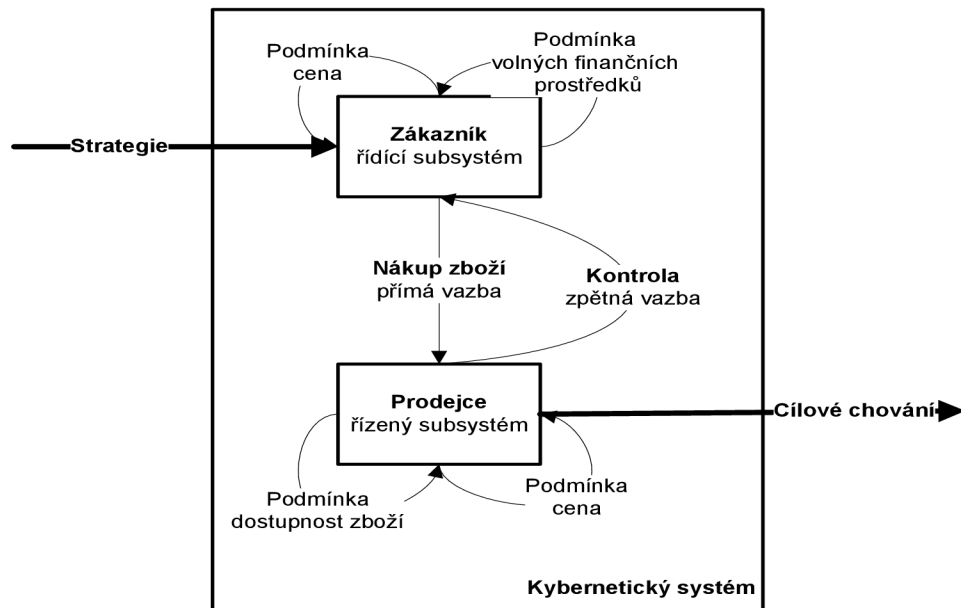 Podmínka
cena
Podmínka
volných finančních
prostředků
Zákazník
řídící subsystém
Strategie
Nákup zboží
přímá vazba
Kontrola
zpětná vazba
Prodejce
řízený subsystém
Cílové chování
Podmínka
dostupnost zboží
Podmínka
cena
Kybernetický systém